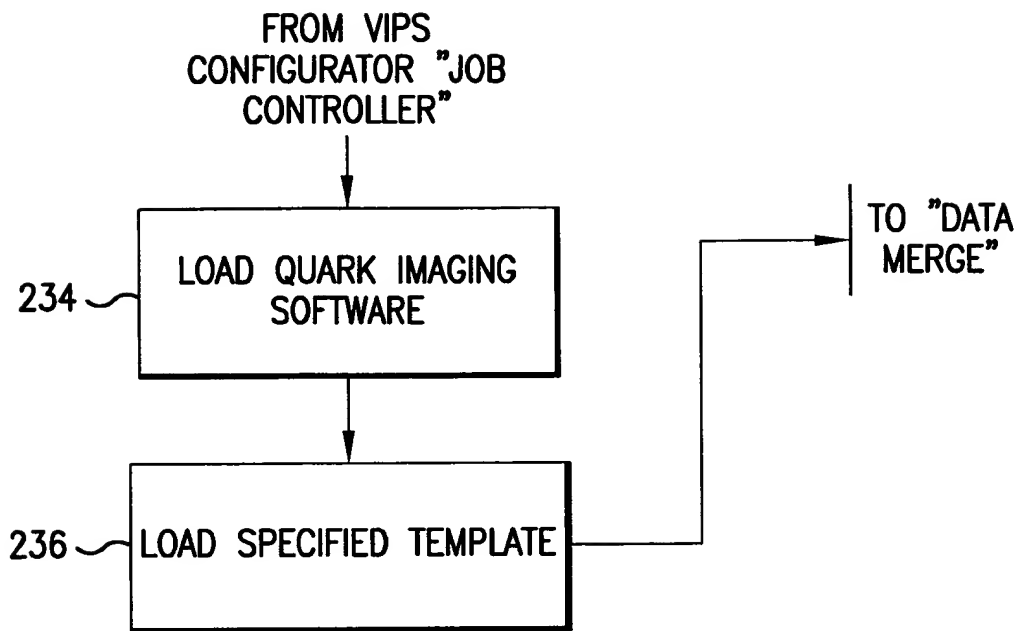 FROM VIPS
CONFIGURATOR "JOB
CONTROLLER"
234
LOAD QUARK IMAGING
SOFTWARE
236
LOAD SPECIFIED TEMPLATE
TO "DATA
MERGE"